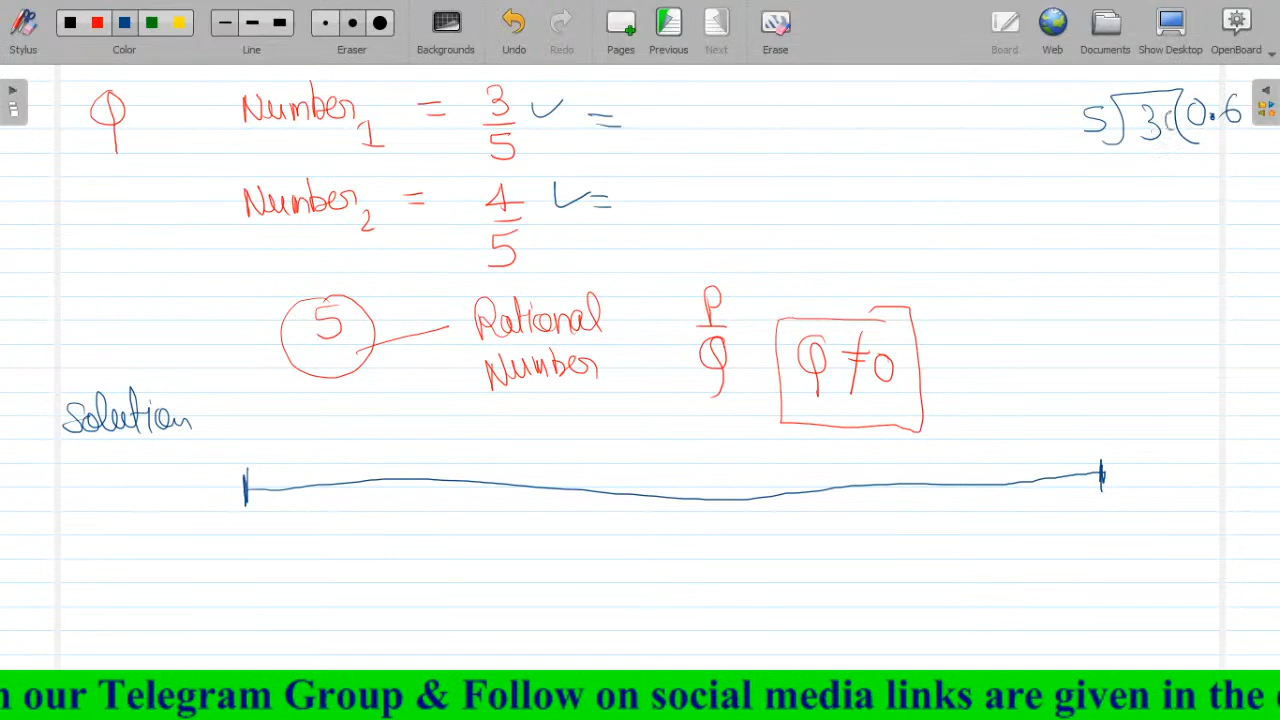 Stylus Color Line Eraser Backgrounds Undo Redo Pages Previous Next Erase Board Web Documents Show Desktop OpenBoard
Q Number1 = 3/5 ✓ =
5)30(0.6
Number2 = 4/5 ✓ =
5 Rational Number P/Q Q ≠ 0
Solution
n our Telegram Group & Follow on social media links are given in the